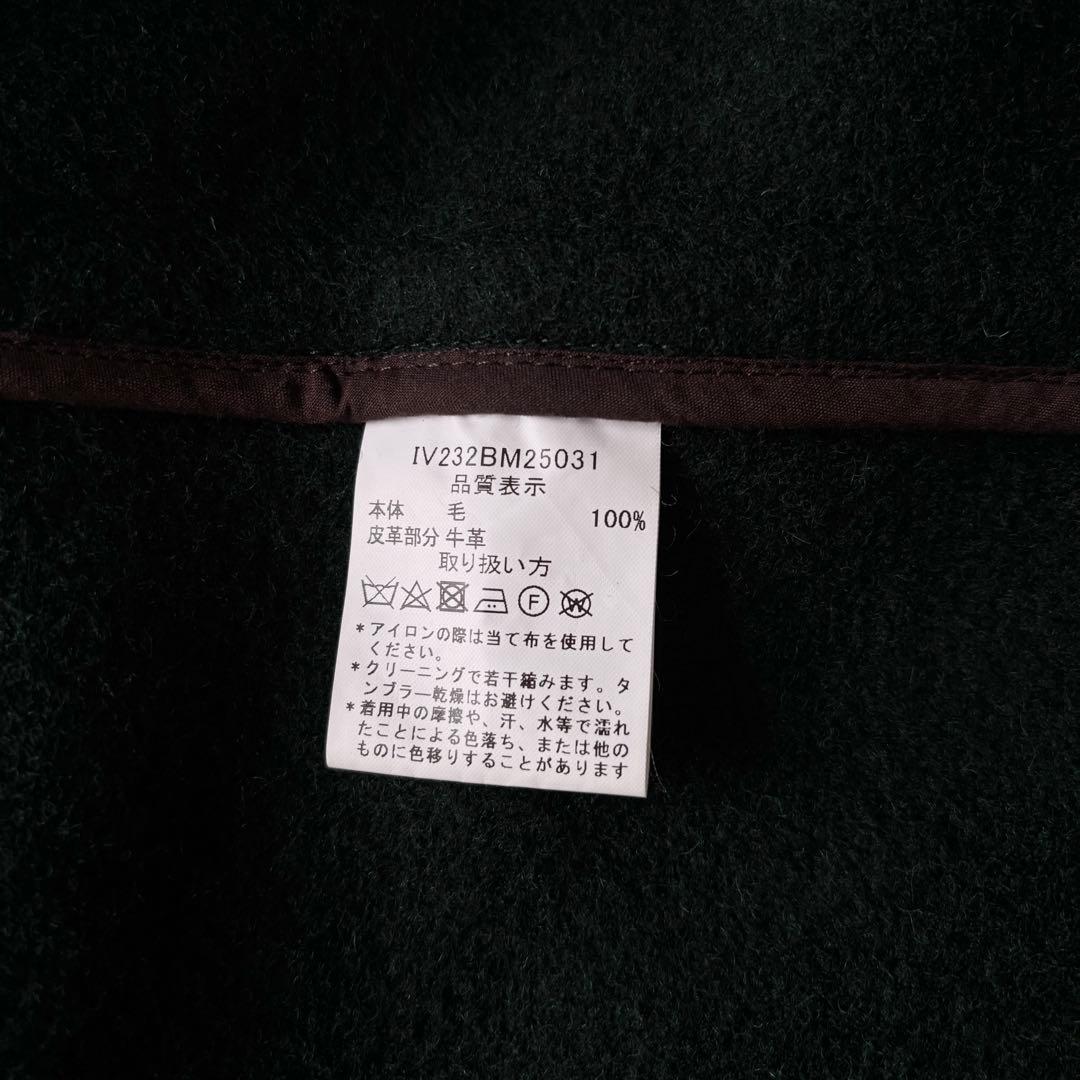 IV232BM25031
品質表示
本体 毛 100%
皮革部分 牛革
取り扱い方
F W
*アイロンの際は当て布を使用して
ください。
*クリーニングで若干縮みます。タ
ンブラー乾燥はお避けください。
*着用中の摩擦や、汗、水等で濡れ
たことによる色落ち、または他の
ものに色移りすることがあります